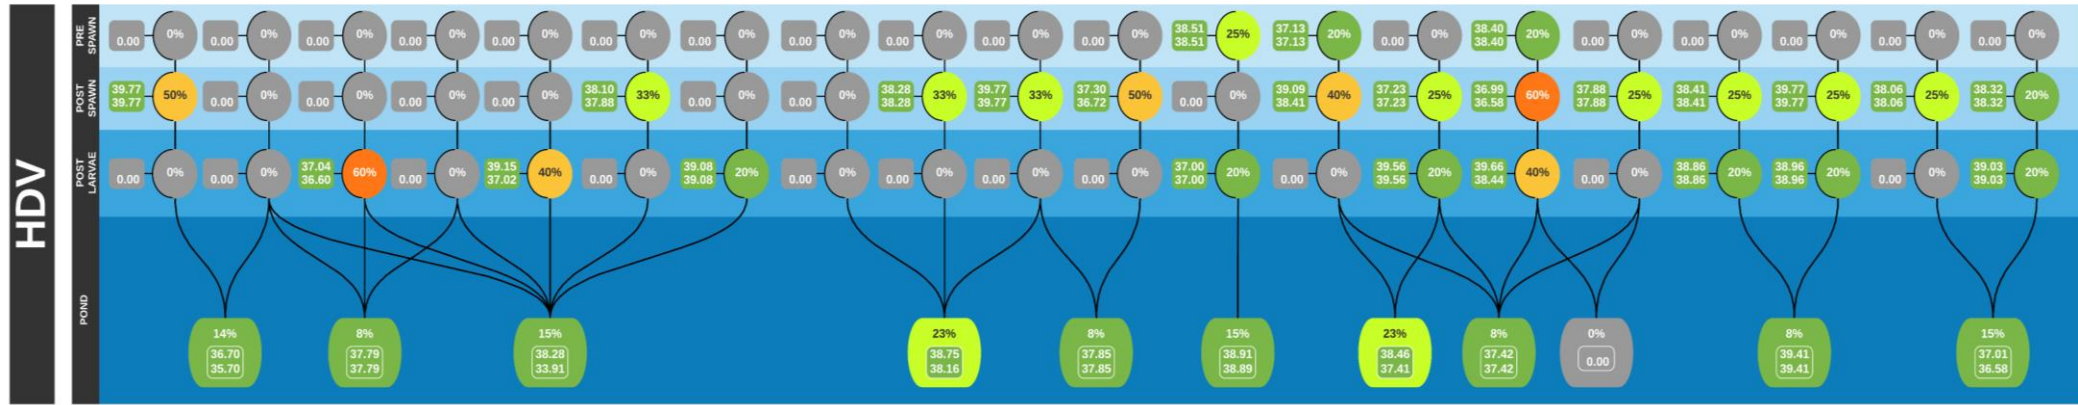 HDV
PRE
SPAWN
0.00 0% 0.00 0% 0.00 0% 0.00 0% 0.00 0% 0.00 0% 0.00 0% 0.00 0% 0.00 0% 0.00 0% 0.00 0% 38.51 38.51 25% 37.13 37.13 20% 0.00 0% 38.40 38.40 20% 0.00 0% 0.00 0% 0.00 0% 0.00 0% 0.00 0%
POST
SPAWN
39.77 39.77 50% 0.00 0% 0.00 0% 0.00 0% 0.00 0% 38.10 37.88 33% 0.00 0% 0.00 0% 38.28 38.28 33% 39.77 39.77 33% 37.30 36.72 50% 0.00 0% 39.09 38.41 40% 37.23 37.23 25% 36.99 36.58 60% 37.88 37.88 25% 38.41 38.41 25% 39.77 39.77 25% 38.06 38.06 25% 38.32 38.32 20%
POST
LARVAE
0.00 0% 0.00 0% 37.04 36.60 60% 0.00 0% 39.15 37.02 40% 0.00 0% 39.08 39.08 20% 0.00 0% 0.00 0% 0.00 0% 0.00 0% 37.00 37.00 20% 0.00 0% 39.56 39.56 20% 39.66 38.44 40% 0.00 0% 38.86 38.86 20% 38.96 38.96 20% 0.00 0% 39.03 39.03 20%
POND
14% 8% 15% 23% 8% 15% 23% 8% 0% 8% 15%
36.70 37.79 38.28 38.75 37.85 38.91 38.46 37.42 0.00 39.41 37.01
35.70 37.79 33.91 38.16 37.85 38.89 37.41 37.42 39.41 36.58